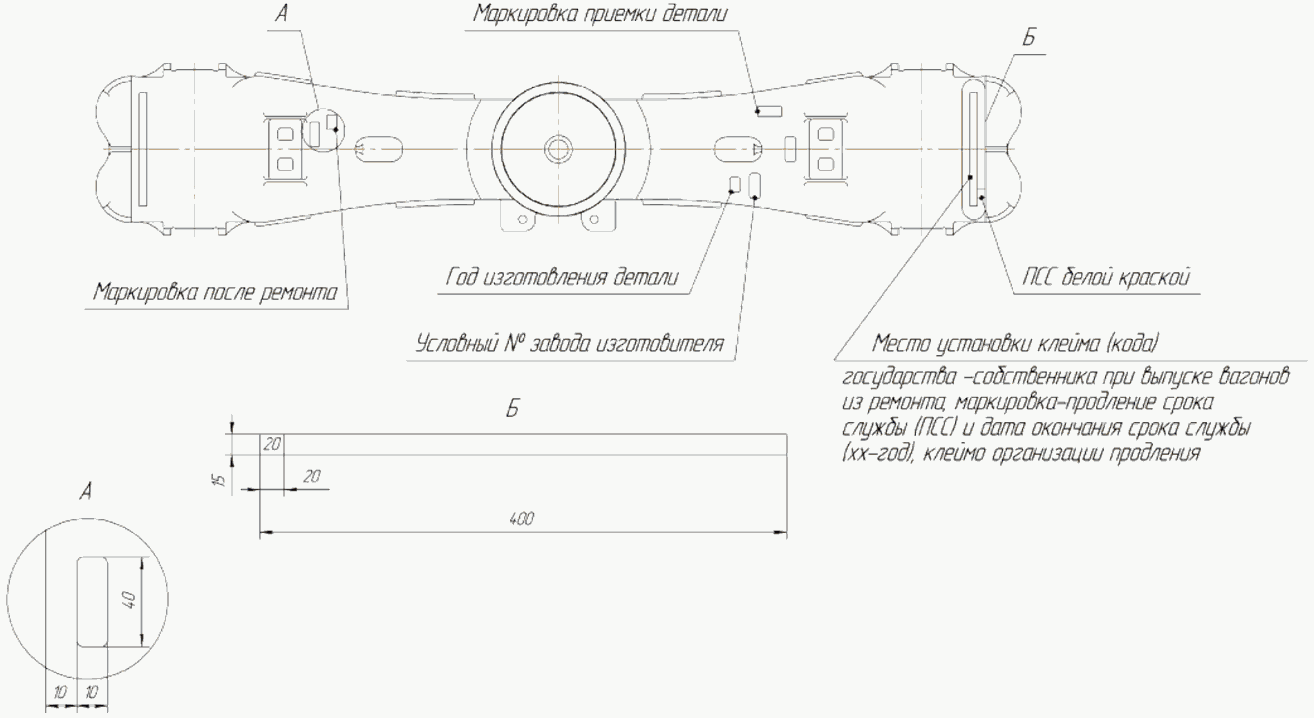 А
Маркировка приемки детали
Б
Маркировка после ремонта
Год изготовления детали
ПСС белой краской
Условный № завода изготовителя
Место установки клейма (кода)
государства -собственника при выпуске вагонов
из ремонта, маркировка-продление срока
службы (ПСС) и дата окончания срока службы
(хх-год), клеймо организации продления
Б
20
15
20
400
А
40
10
10